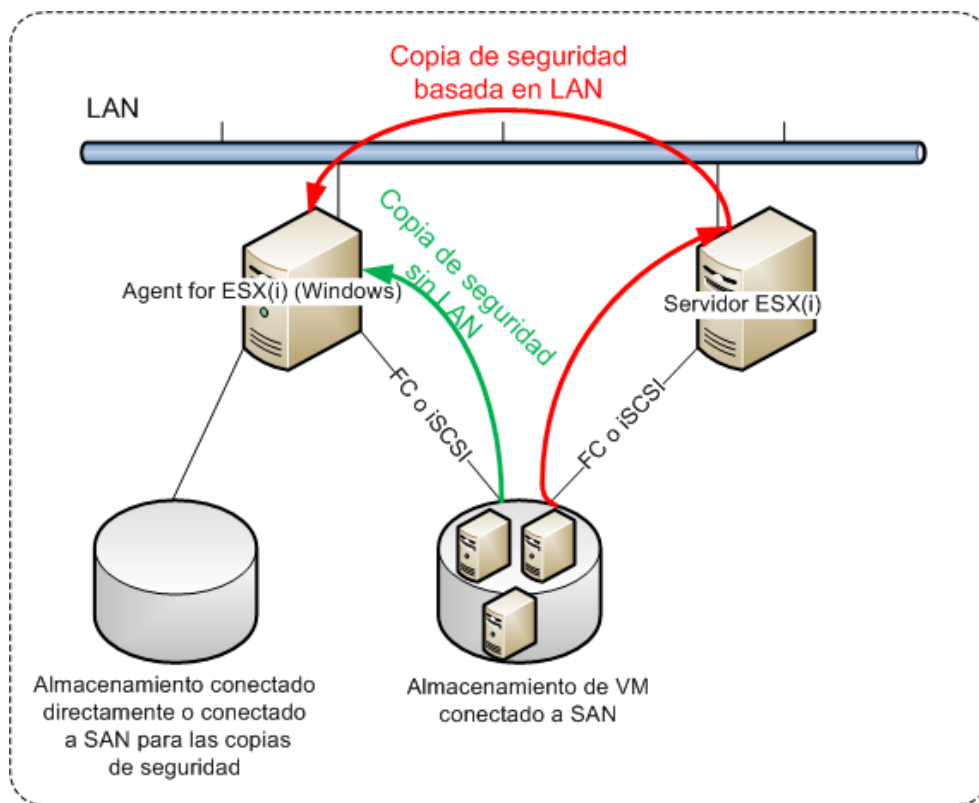 Copia de seguridad
basada en LAN
LAN
Copia de seguridad
sin LAN
Agent for ESX(i) (Windows)
Servidor ESX(i)
FC o iSCSI
FC o iSCSI
Almacenamiento conectado
directamente o conectado
a SAN para las copias
de seguridad
Almacenamiento de VM
conectado a SAN